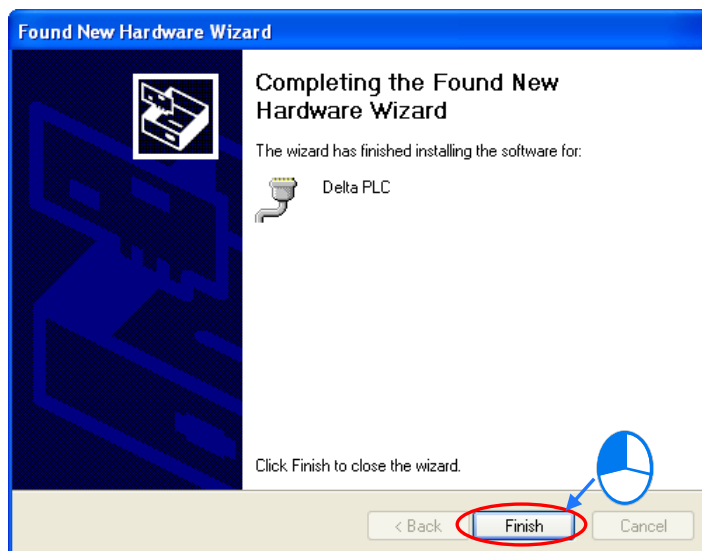 Found New Hardware Wizard
Completing the Found New
Hardware Wizard
The wizard has finished installing the software for:
Delta PLC
Click Finish to close the wizard.
< Back Finish Cancel